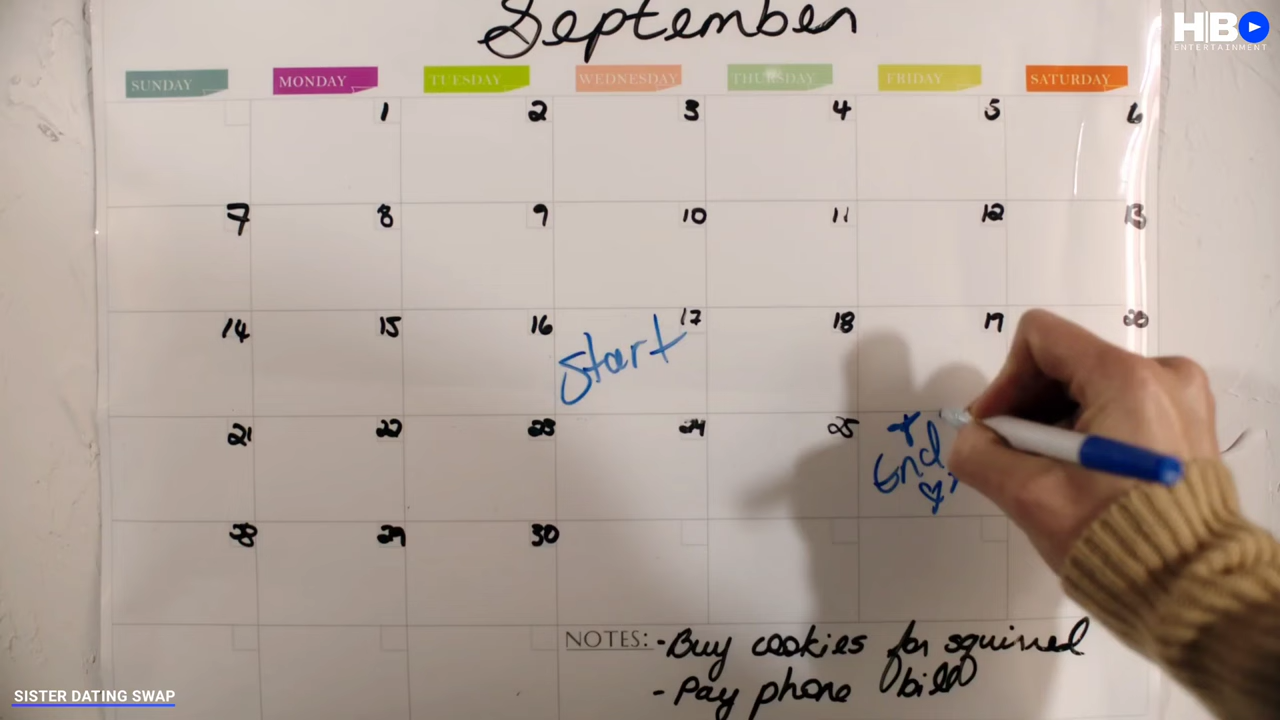 September
HBO
ENTERTAINMENT
SUNDAY MONDAY TUESDAY WEDNESDAY THURSDAY FRIDAY SATURDAY
1 2 3 4 5 6
7 8 9 10 11 12 13
14 15 16 17 18 19 20
Start
21 22 23 24 25
End
28 29 30
NOTES: - Buy cookies for squirrel
- Pay phone bill
SISTER DATING SWAP